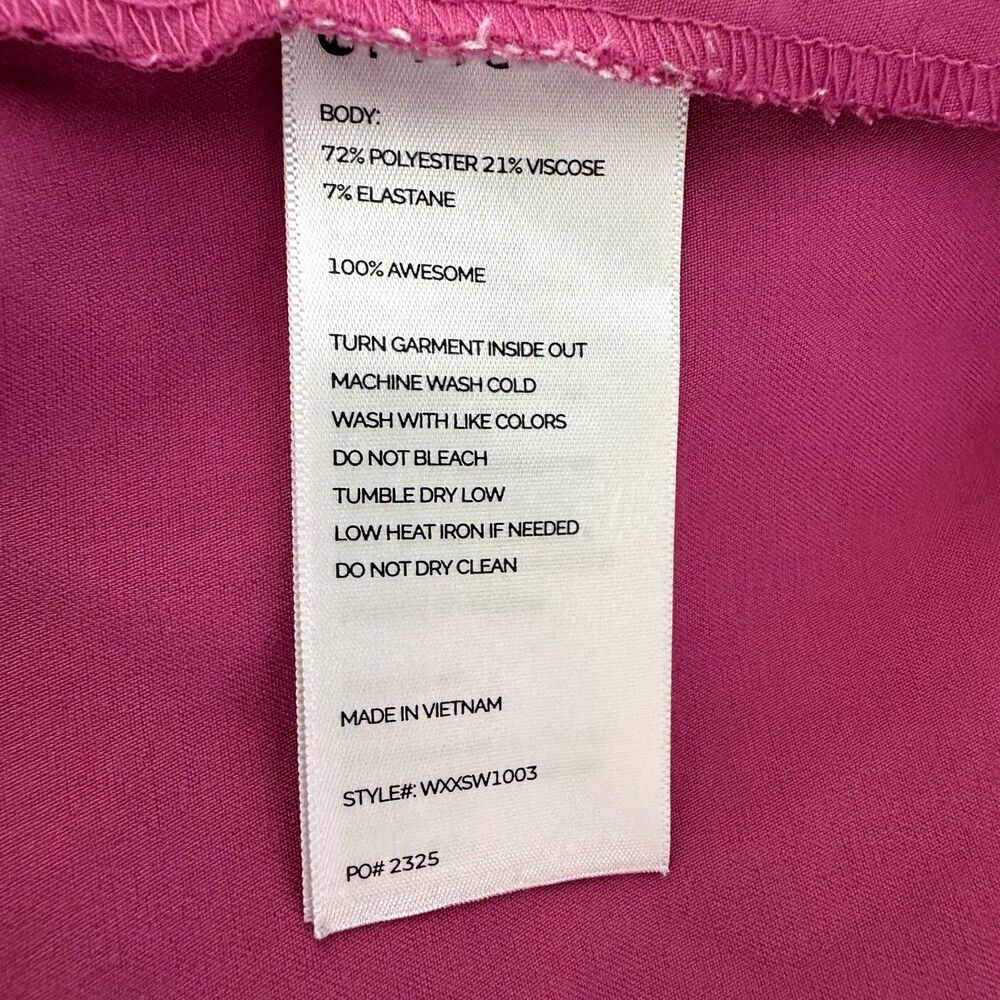 BODY:
72% POLYESTER 21% VISCOSE
7% ELASTANE
100% AWESOME
TURN GARMENT INSIDE OUT
MACHINE WASH COLD
WASH WITH LIKE COLORS
DO NOT BLEACH
TUMBLE DRY LOW
LOW HEAT IRON IF NEEDED
DO NOT DRY CLEAN
MADE IN VIETNAM
STYLE#: WXXSW1003
PO# 2325